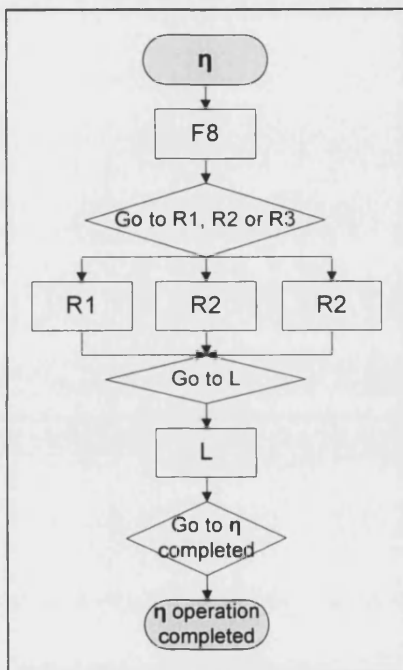 η
F8
Go to R1, R2 or R3
R1
R2
R2
Go to L
L
Go to η
completed
η operation
completed